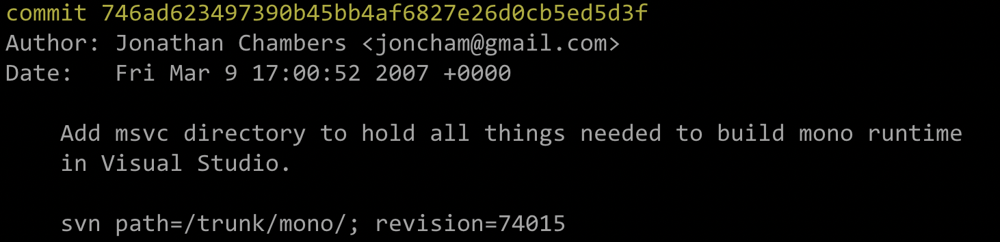 commit 746ad623497390b45bb4af6827e26d0cb5ed5d3f
Author: Jonathan Chambers <joncham@gmail.com>
Date:   Fri Mar 9 17:00:52 2007 +0000
Add msvc directory to hold all things needed to build mono runtime
in Visual Studio.
svn path=/trunk/mono/; revision=74015